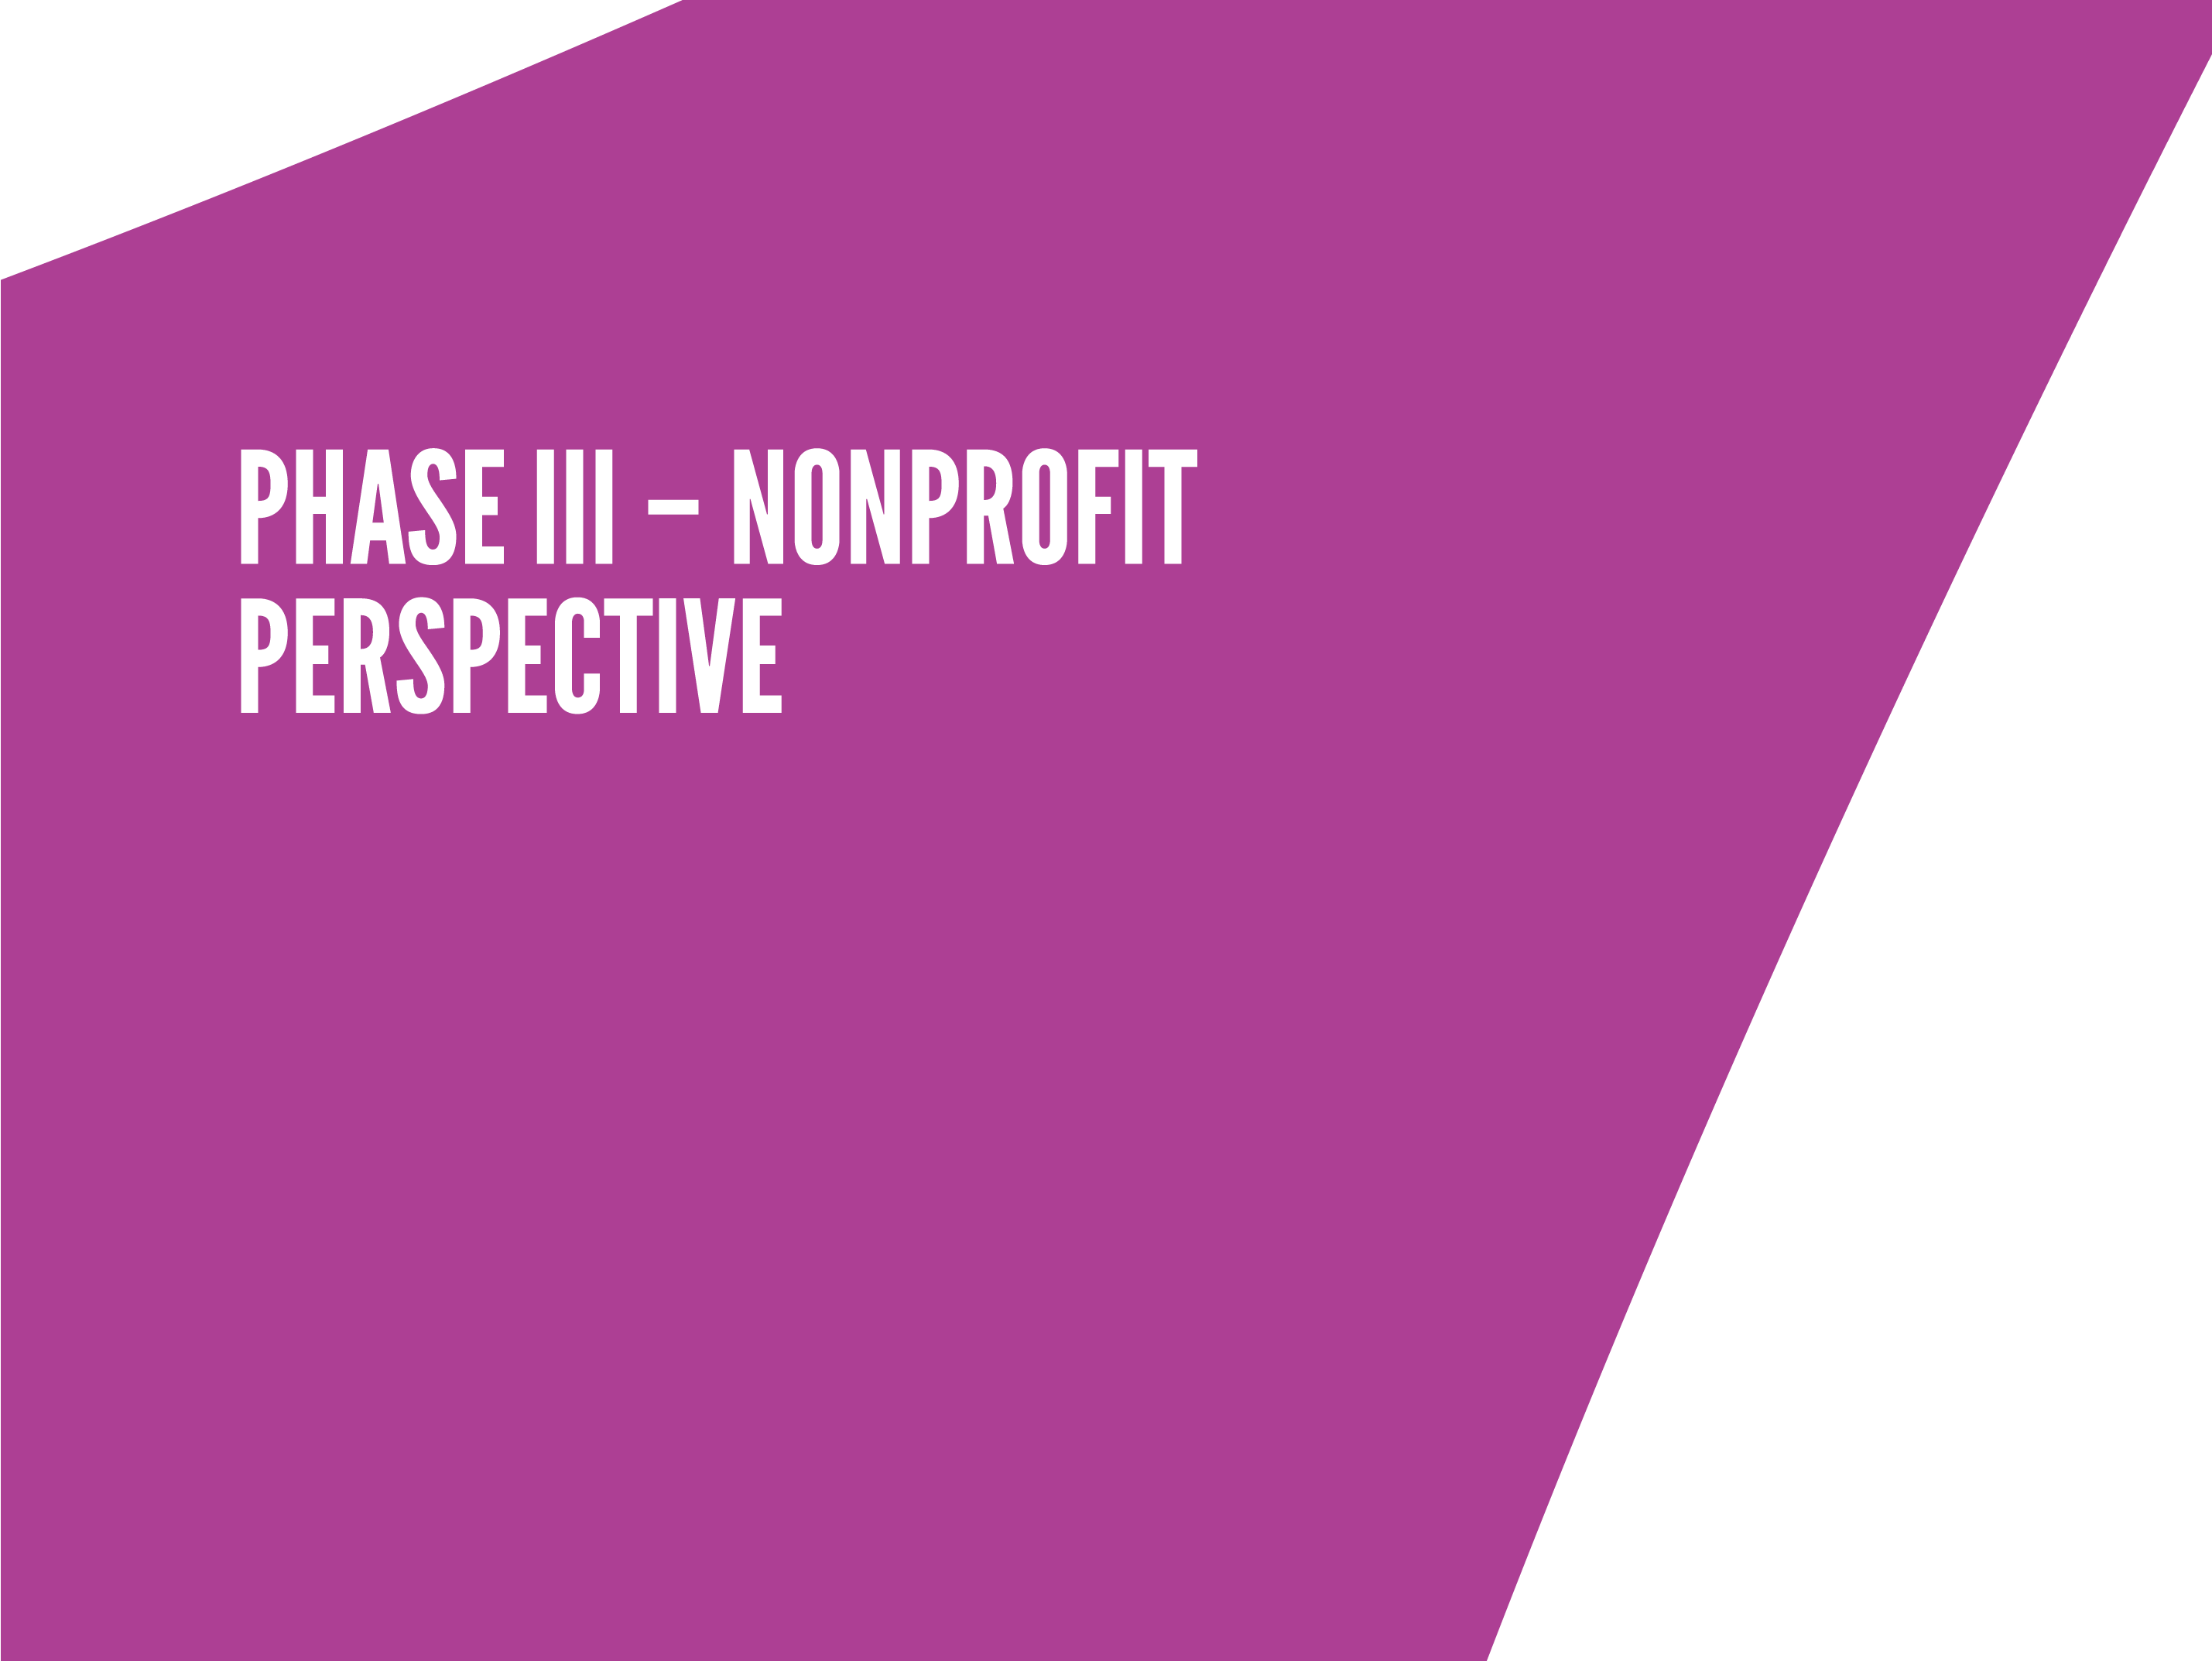 PHASE III – NONPROFIT
PERSPECTIVE